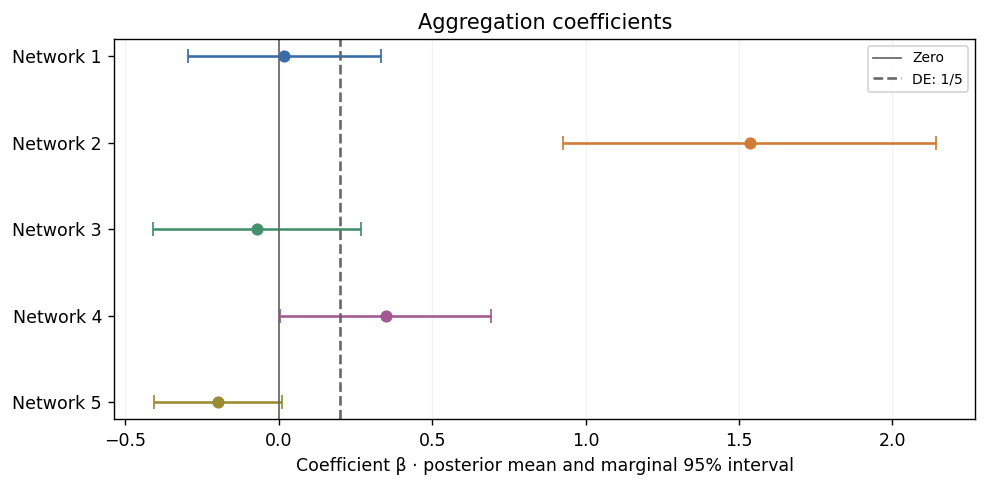 Aggregation coefficients
Network 1
Network 2
Network 3
Network 4
Network 5
Zero
DE: 1/5
−0.5 0.0 0.5 1.0 1.5 2.0
Coefficient β · posterior mean and marginal 95% interval